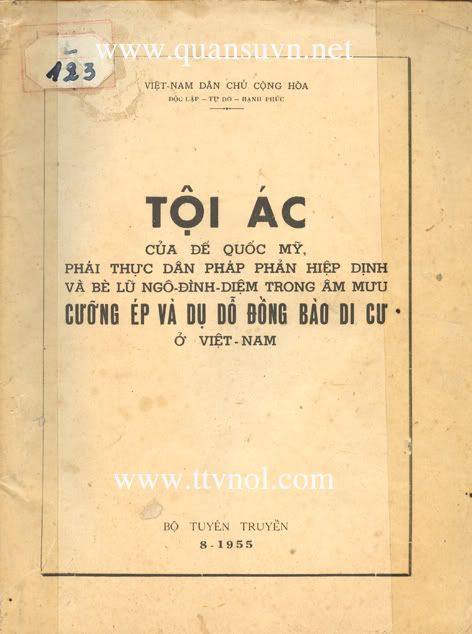 www.quansuvn.net
L
123
VIỆT-NAM DÂN CHỦ CỘNG HÒA
ĐỘC LẬP – TỰ DO – HẠNH PHÚC
TỘI ÁC
CỦA ĐẾ QUỐC MỸ,
PHÁI THỰC DÂN PHÁP PHẢN HIỆP ĐỊNH
VÀ BÈ LŨ NGÔ-ĐÌNH-DIỆM TRONG ÂM MƯU
CƯỠNG ÉP VÀ DỤ DỖ ĐỒNG BÀO DI CƯ
Ở VIỆT-NAM
www.ttvnol.com
BỘ TUYÊN TRUYỀN
8-1955